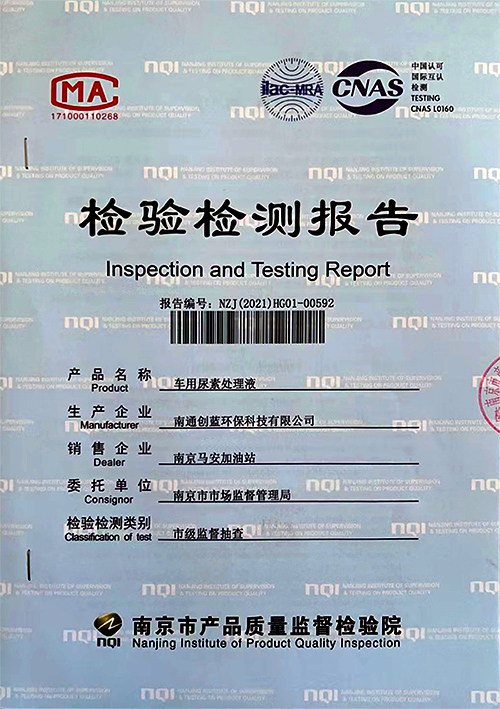 CMA
171000110268
ilac-MRA
CNAS
中国认可
国际互认
检测
TESTING
CNAS L0160
检验检测报告
Inspection and Testing Report
报告编号: NZJ(2021)HG01-00592
产品名称 车用尿素处理液
Product
生产企业 南通创蓝环保科技有限公司
Manufacturer
销售企业 南京马安加油站
Dealer
委托单位 南京市市场监督管理局
Consignor
检验检测类别 市级监督抽查
Classification of test
NQI
南京市产品质量监督检验院
Nanjing Institute of Product Quality Inspection